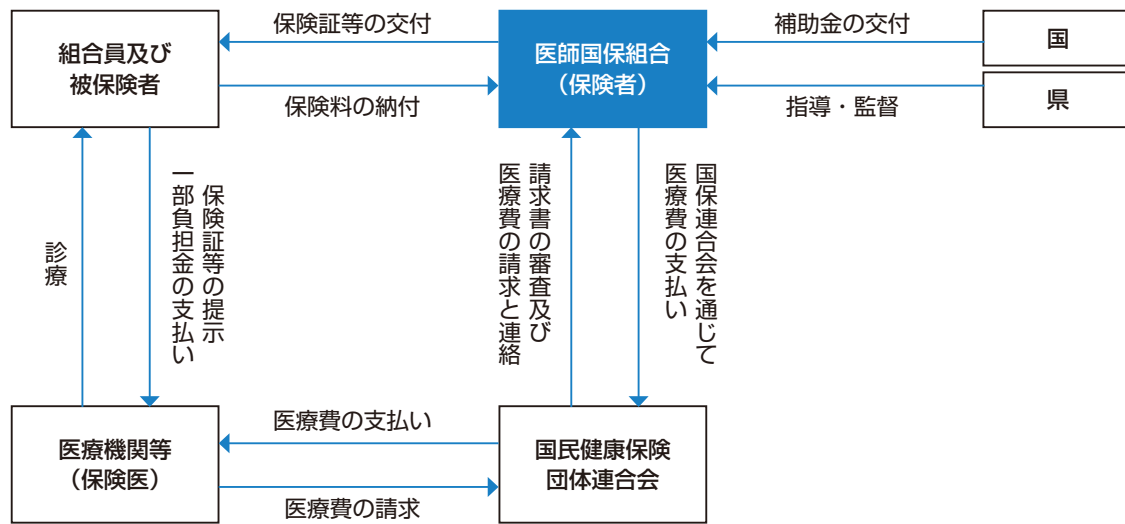 保険証等の交付
補助金の交付
組合員及び
被保険者
医師国保組合
（保険者）
国
県
保険料の納付
指導・監督
診療
保険証等の提示
一部負担金の支払い
請求書の審査及び
医療費の請求と連絡
国保連合会を通じて
医療費の支払い
医療費の支払い
医療機関等
（保険医）
国民健康保険
団体連合会
医療費の請求